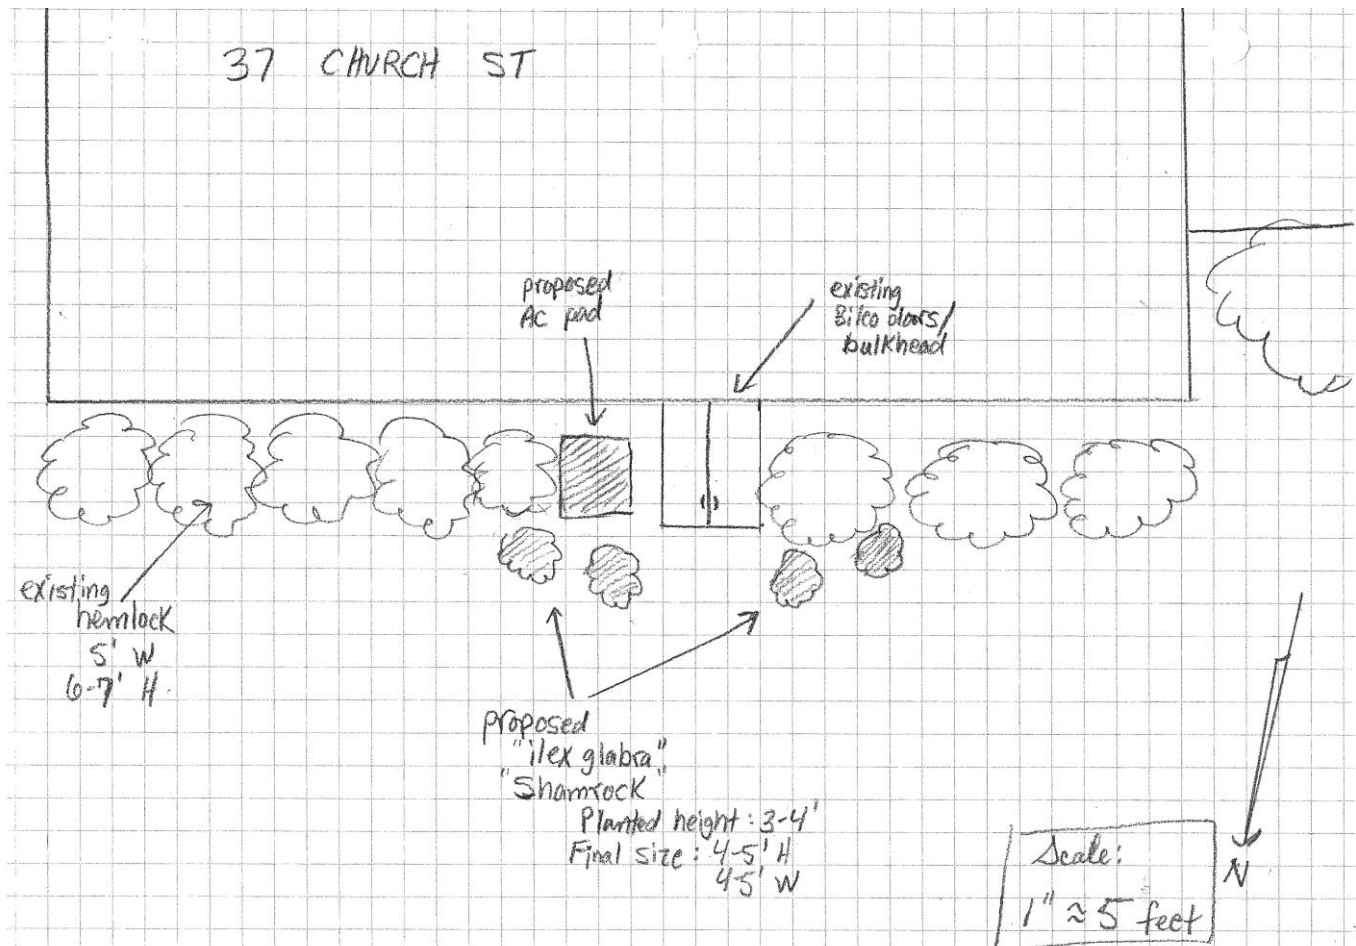 37 CHURCH ST
proposed
AC pad
existing
Bilco doors/
bulkhead
existing
hemlock
5' W
6-7' H.
proposed
"ilex glabra"
"Shamrock"
Planted height: 3-4'
Final size: 4-5' H
4-5' W
Scale:
1" ≈ 5 feet
N